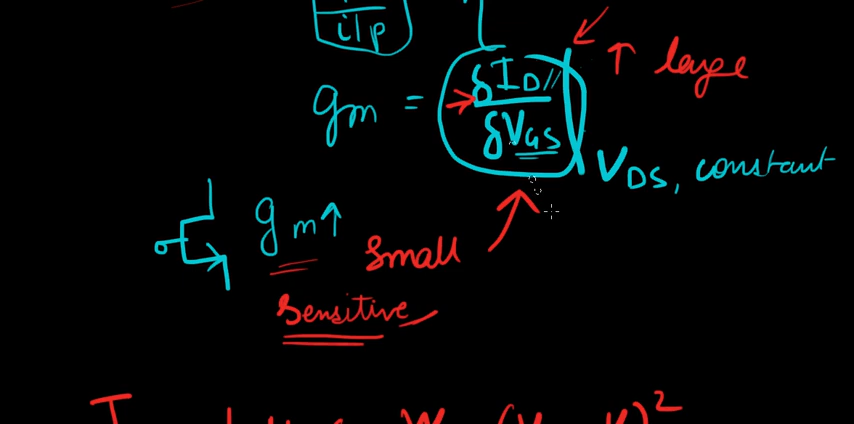 i/p
gm = δID / δVGS | VDS, constant
↑ large
gm↑
small
Sensitive